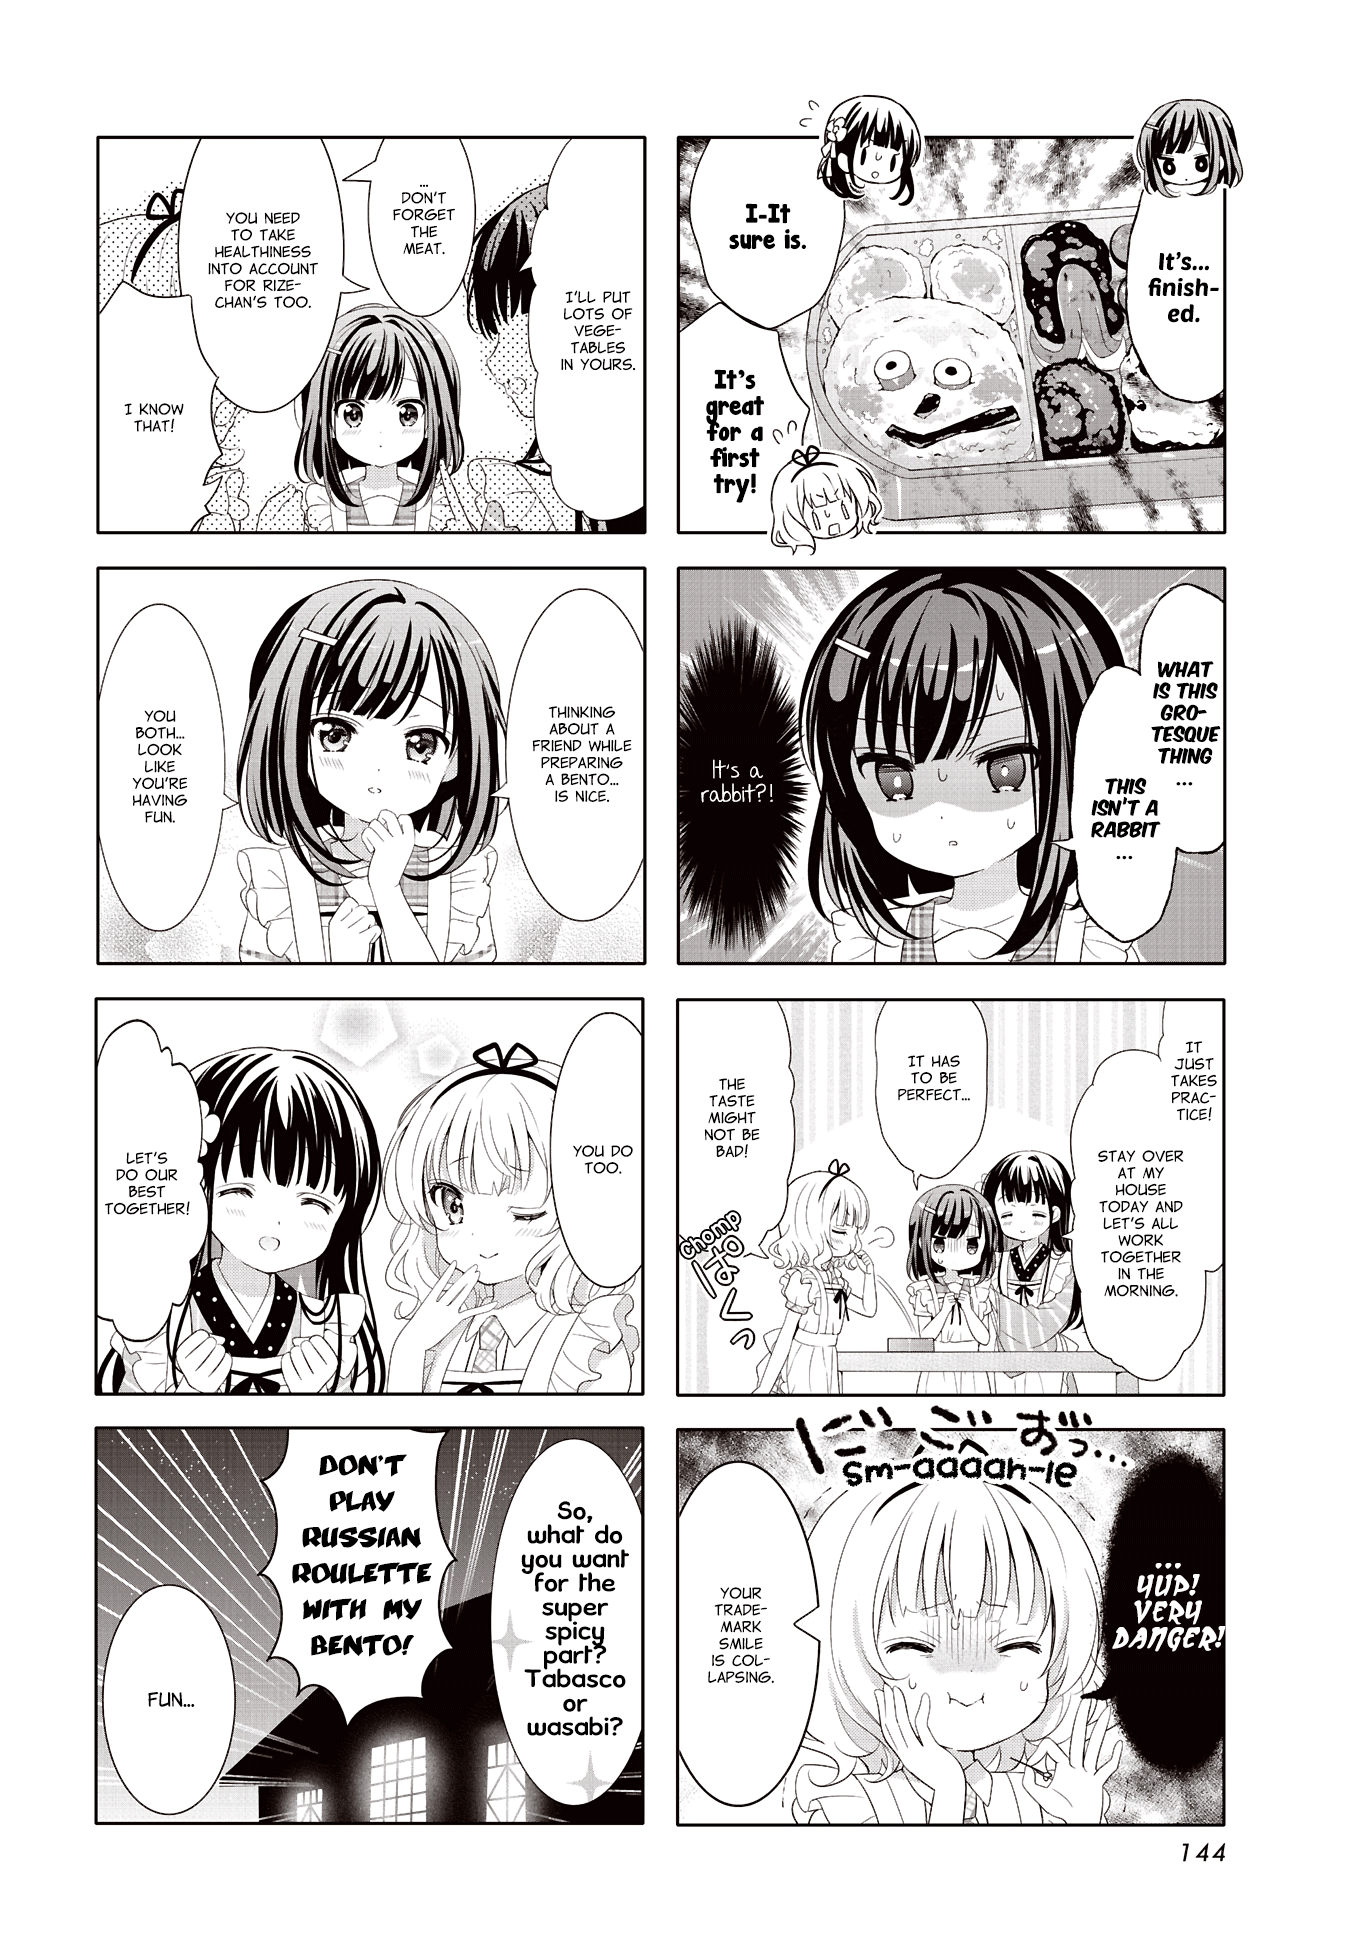 It's...
finish-
ed.
I-It
sure is.
It's
great
for a
first
try!
WHAT
IS THIS
GRO-
TESQUE
THING
...
THIS
ISN'T A
RABBIT
...
It's a
rabbit?!
IT
JUST
TAKES
PRAC-
TICE!
STAY OVER
AT MY
HOUSE
TODAY AND
LET'S ALL
WORK
TOGETHER
IN THE
MORNING.
IT HAS
TO BE
PERFECT...
THE
TASTE
MIGHT
NOT BE
BAD!
Chomp
ぱくっ
にごおっ...
Sm-aaaah-le
...
YUP!
VERY
DANGER!
YOUR
TRADE-
MARK
SMILE
IS COL-
LAPSING.
I'LL PUT
LOTS OF
VEGE-
TABLES
IN YOURS.
...
DON'T
FORGET
THE
MEAT.
YOU NEED
TO TAKE
HEALTHINESS
INTO ACCOUNT
FOR RIZE-
CHAN'S TOO.
I KNOW
THAT!
THINKING
ABOUT A
FRIEND WHILE
PREPARING
A BENTO...
IS NICE.
YOU
BOTH...
LOOK
LIKE
YOU'RE
HAVING
FUN.
YOU DO
TOO.
LET'S
DO OUR
BEST
TOGETHER!
So,
what do
you want
for the
super
spicy
part?
Tabasco
or
wasabi?
DON'T
PLAY
RUSSIAN
ROULETTE
WITH MY
BENTO!
FUN...
144